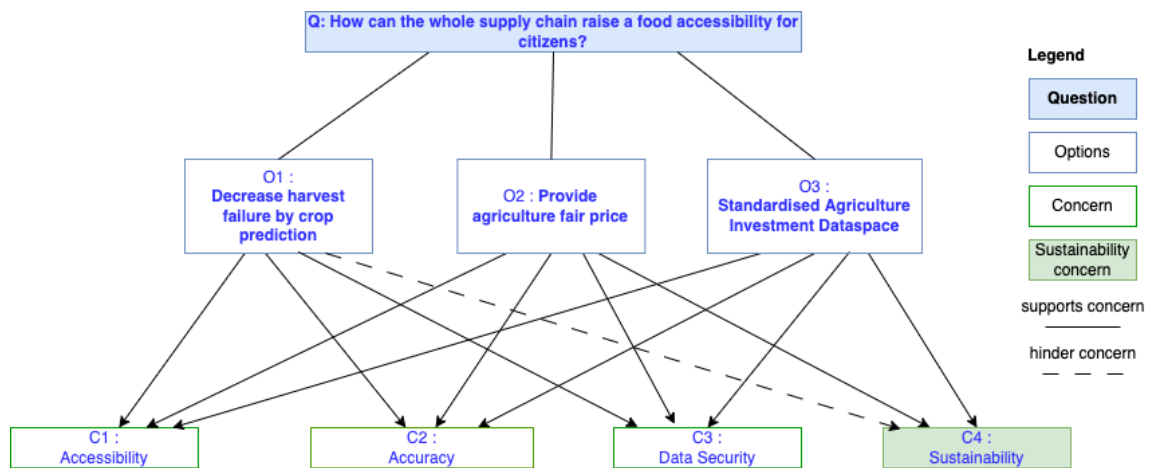 Q: How can the whole supply chain raise a food accessibility for
citizens?
Legend
Question
Options
Concern
Sustainability
concern
supports concern
hinder concern
O1 :
Decrease harvest
failure by crop
prediction
O2 : Provide
agriculture fair price
O3 :
Standardised Agriculture
Investment Dataspace
C1 :
Accessibility
C2 :
Accuracy
C3 :
Data Security
C4 :
Sustainability